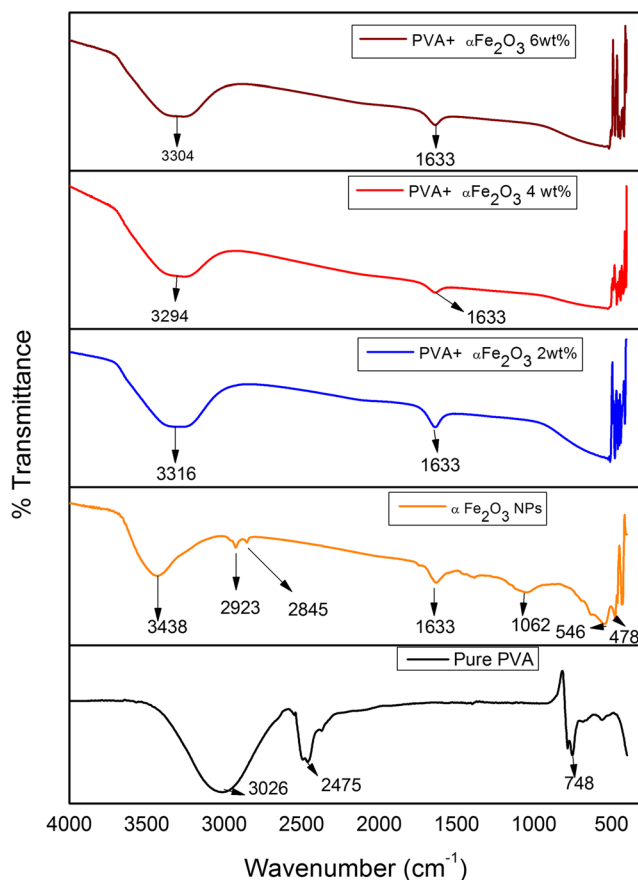 PVA+ αFe2O3 6wt%
3304
1633
PVA+ αFe2O3 4 wt%
3294
1633
PVA+ αFe2O3 2wt%
3316
1633
α Fe2O3 NPs
3438
2923
2845
1633
1062
546
478
Pure PVA
3026
2475
748
% Transmittance
4000 3500 3000 2500 2000 1500 1000 500
Wavenumber (cm-1)